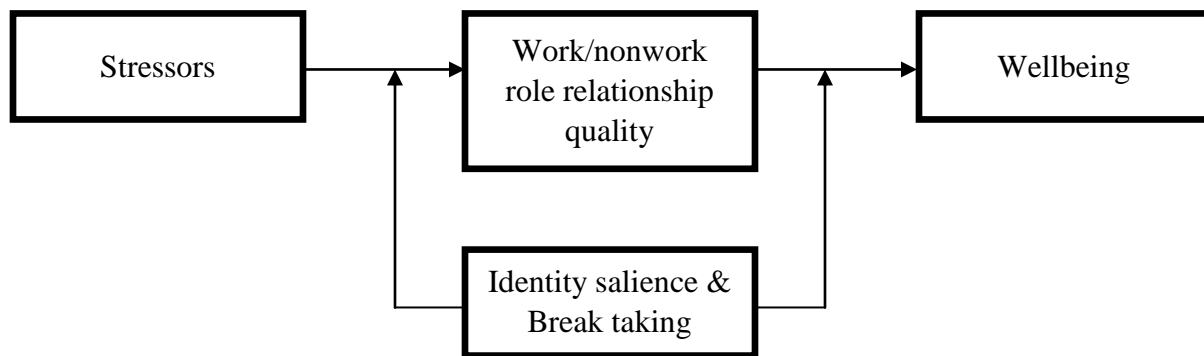 Stressors
Work/nonwork
role relationship
quality
Wellbeing
Identity salience &
Break taking